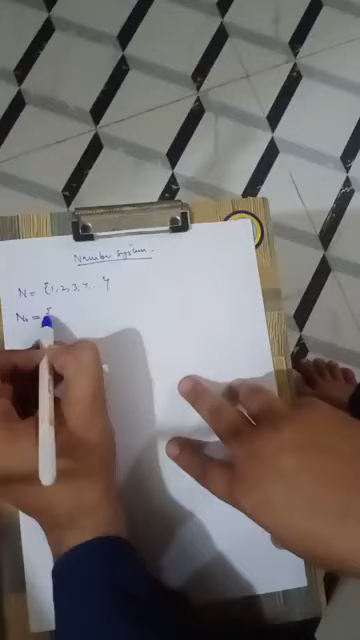 Number System.
N = {1, 2, 3, 4, .. }
N₀ = {